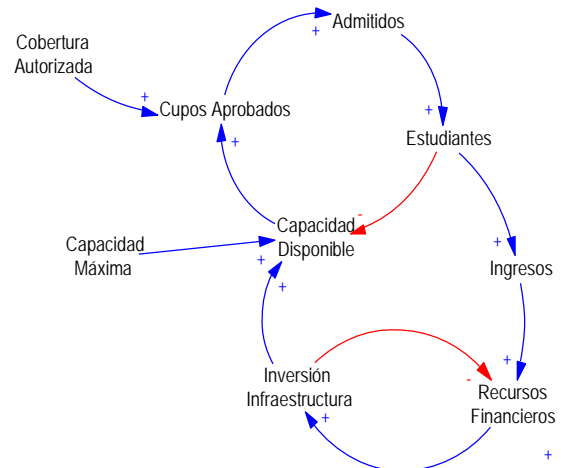 Admitidos
+
Cobertura
Autorizada
+
Cupos Aprobados
+
+
Estudiantes
-
Capacidad
Disponible
Capacidad
Máxima
+
+
+
Ingresos
+
Inversión
Infraestructura
-
Recursos
Financieros
+
+